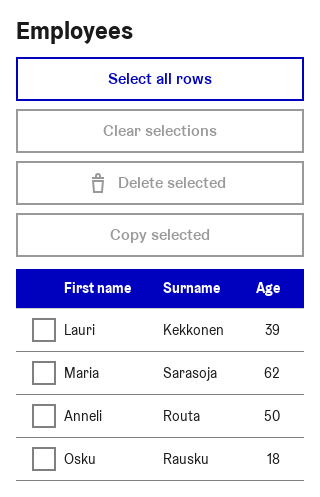 Employees
Select all rows
Clear selections
Delete selected
Copy selected
First name Surname Age
Lauri Kekkonen 39
Maria Sarasoja 62
Anneli Routa 50
Osku Rausku 18